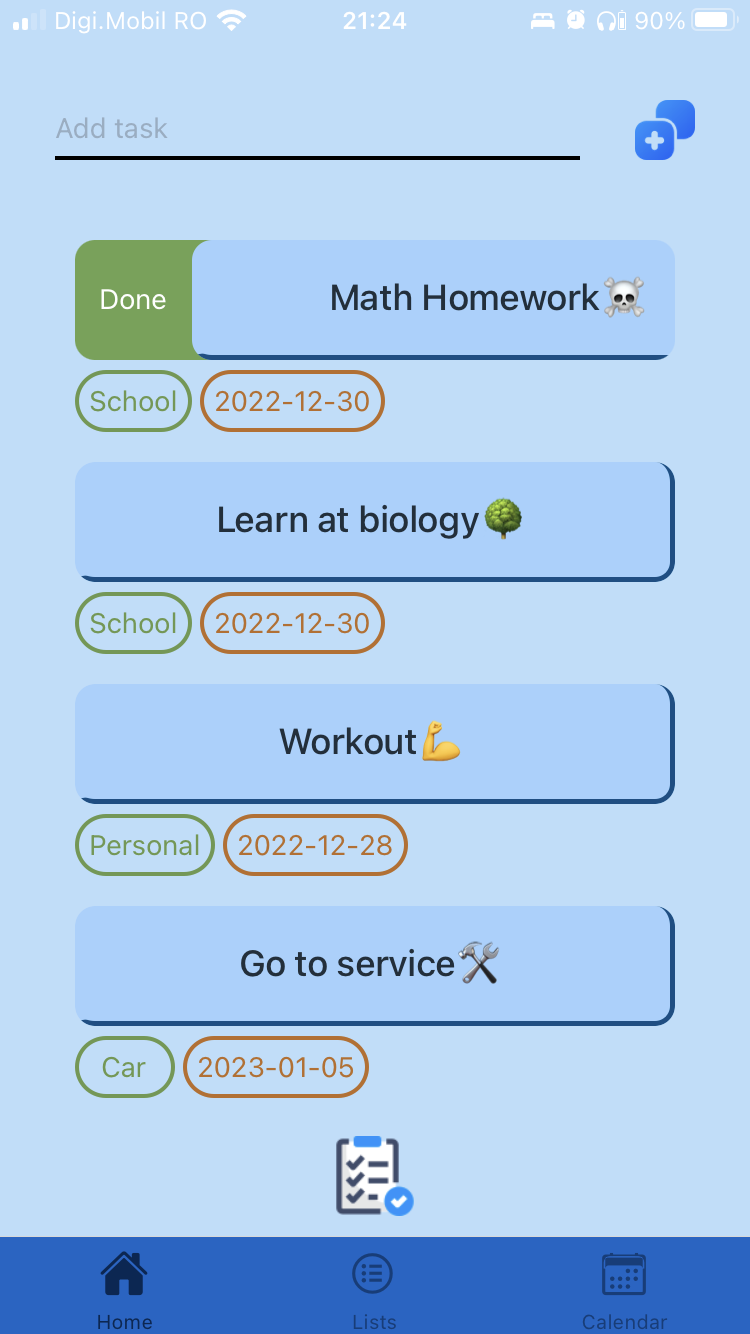 Digi.Mobil RO 21:24 90%
Add task
Done Math Homework☠️
School 2022-12-30
Learn at biology🌳
School 2022-12-30
Workout💪
Personal 2022-12-28
Go to service🛠️
Car 2023-01-05
Home Lists Calendar